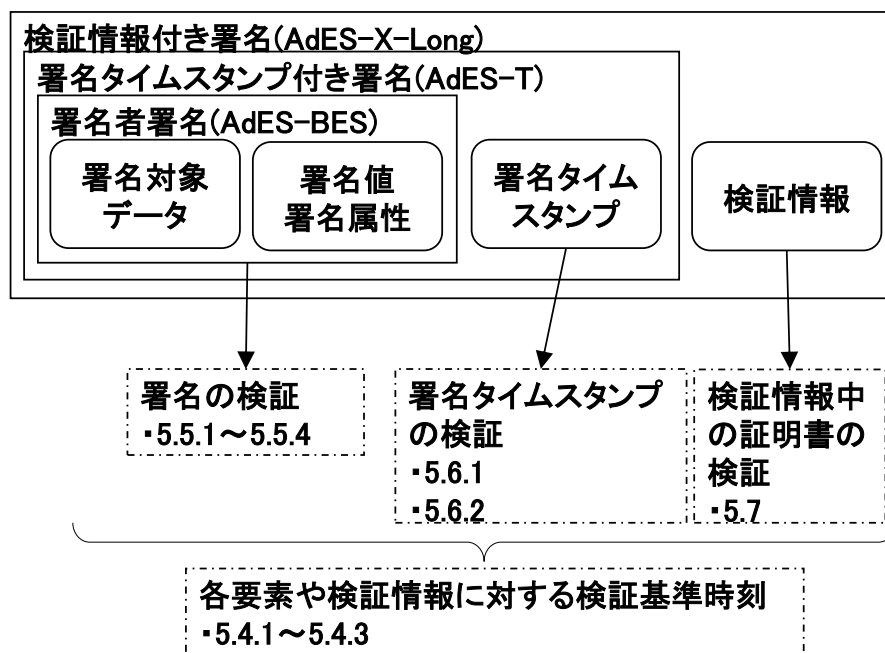 検証情報付き署名(AdES-X-Long)
署名タイムスタンプ付き署名(AdES-T)
署名者署名(AdES-BES)
署名対象
データ
署名値
署名属性
署名タイム
スタンプ
検証情報
署名の検証
・5.5.1～5.5.4
署名タイムスタンプ
の検証
・5.6.1
・5.6.2
検証情報中
の証明書の
検証
・5.7
各要素や検証情報に対する検証基準時刻
・5.4.1～5.4.3